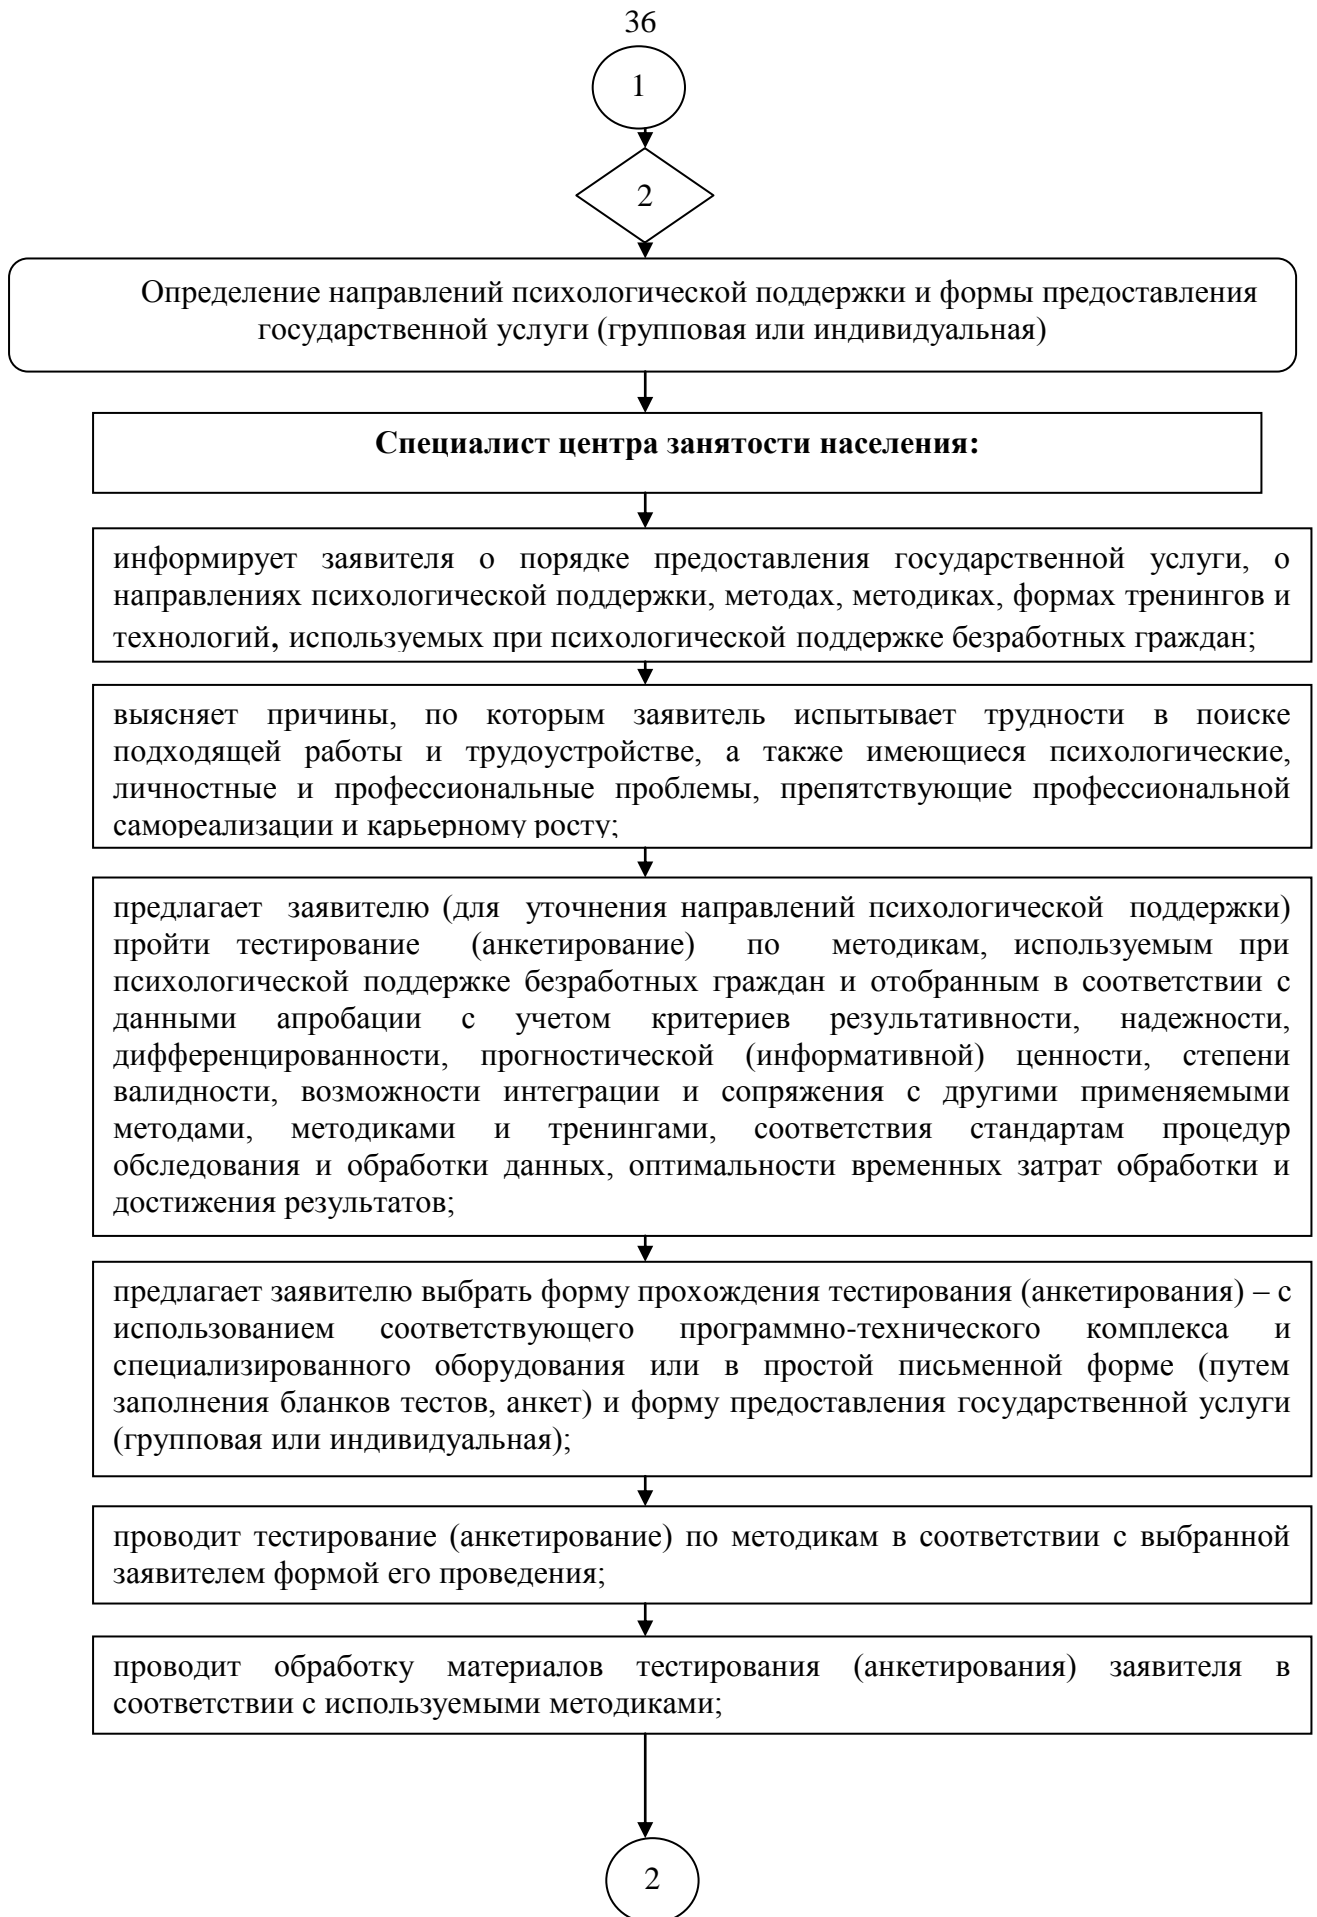 36
1
2
Определение направлений психологической поддержки и формы предоставления
государственной услуги (групповая или индивидуальная)
Специалист центра занятости населения:
информирует заявителя о порядке предоставления государственной услуги, о
направлениях психологической поддержки, методах, методиках, формах тренингов и
технологий, используемых при психологической поддержке безработных граждан;
выясняет причины, по которым заявитель испытывает трудности в поиске
подходящей работы и трудоустройстве, а также имеющиеся психологические,
личностные и профессиональные проблемы, препятствующие профессиональной
самореализации и карьерному росту;
предлагает заявителю (для уточнения направлений психологической поддержки)
пройти тестирование (анкетирование) по методикам, используемым при
психологической поддержке безработных граждан и отобранным в соответствии с
данными апробации с учетом критериев результативности, надежности,
дифференцированности, прогностической (информативной) ценности, степени
валидности, возможности интеграции и сопряжения с другими применяемыми
методами, методиками и тренингами, соответствия стандартам процедур
обследования и обработки данных, оптимальности временных затрат обработки и
достижения результатов;
предлагает заявителю выбрать форму прохождения тестирования (анкетирования) – с
использованием соответствующего программно-технического комплекса и
специализированного оборудования или в простой письменной форме (путем
заполнения бланков тестов, анкет) и форму предоставления государственной услуги
(групповая или индивидуальная);
проводит тестирование (анкетирование) по методикам в соответствии с выбранной
заявителем формой его проведения;
проводит обработку материалов тестирования (анкетирования) заявителя в
соответствии с используемыми методиками;
2